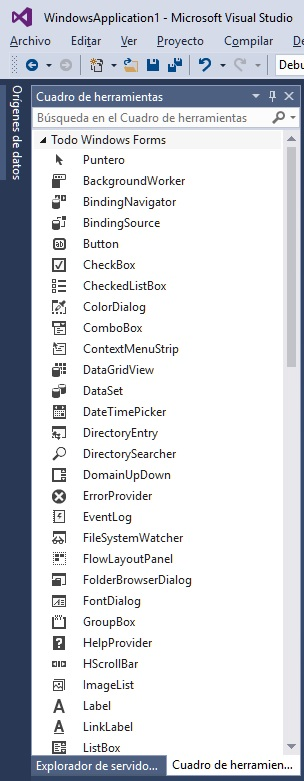 WindowsApplication1 - Microsoft Visual Studio
Archivo Editar Ver Proyecto Compilar De
Debu
Orígenes de datos
Cuadro de herramientas
Búsqueda en el Cuadro de herramientas
Todo Windows Forms
Puntero
BackgroundWorker
BindingNavigator
BindingSource
Button
CheckBox
CheckedListBox
ColorDialog
ComboBox
ContextMenuStrip
DataGridView
DataSet
DateTimePicker
DirectoryEntry
DirectorySearcher
DomainUpDown
ErrorProvider
EventLog
FileSystemWatcher
FlowLayoutPanel
FolderBrowserDialog
FontDialog
GroupBox
HelpProvider
HScrollBar
ImageList
Label
LinkLabel
ListBox
Explorador de servido... Cuadro de herramien...